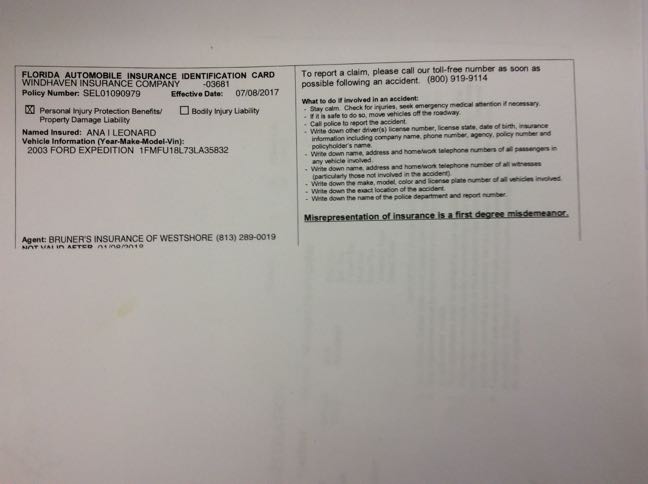 FLORIDA AUTOMOBILE INSURANCE IDENTIFICATION CARD
WINDHAVEN INSURANCE COMPANY -03681
Policy Number: SEL01090979 Effective Date: 07/08/2017
X Personal Injury Protection Benefits/ Bodily Injury Liability
Property Damage Liability
Named Insured: ANA I LEONARD
Vehicle Information (Year-Make-Model-Vin):
2003 FORD EXPEDITION 1FMFU18L73LA35832
Agent: BRUNER'S INSURANCE OF WESTSHORE (813) 289-0019
NOT VALID AFTER 01/08/2018
To report a claim, please call our toll-free number as soon as
possible following an accident. (800) 919-9114
What to do if involved in an accident:
- Stay calm. Check for injuries, seek emergency medical attention if necessary.
- If it is safe to do so, move vehicles off the roadway.
- Call police to report the accident.
- Write down other driver(s) license number, license state, date of birth, insurance
information including company name, phone number, agency, policy number and
policyholder's name.
- Write down name, address and home/work telephone numbers of all passengers in
any vehicle involved.
- Write down name, address and home/work telephone number of all witnesses
(particularly those not involved in the accident).
- Write down the make, model, color and license plate number of all vehicles involved.
- Write down the exact location of the accident.
- Write down the name of the police department and report number.
Misrepresentation of insurance is a first degree misdemeanor.